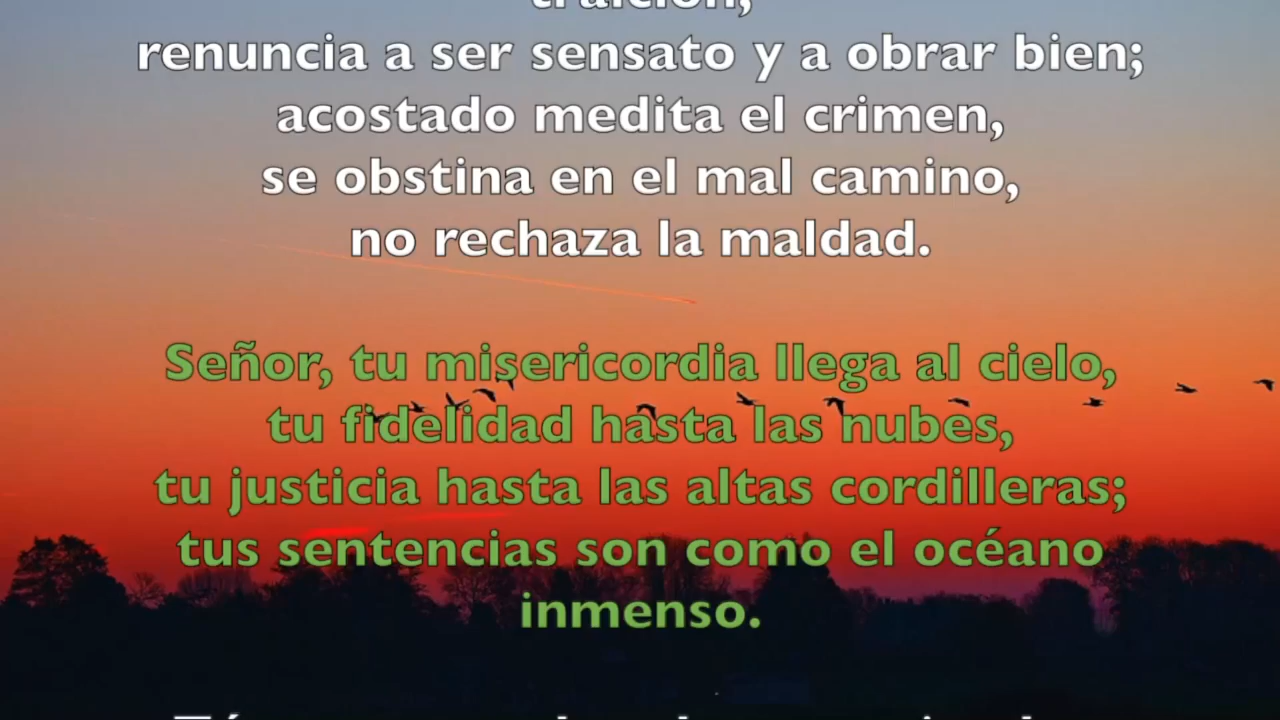 traición,
renuncia a ser sensato y a obrar bien;
acostado medita el crimen,
se obstina en el mal camino,
no rechaza la maldad.
Señor, tu misericordia llega al cielo,
tu fidelidad hasta las nubes,
tu justicia hasta las altas cordilleras;
tus sentencias son como el océano
inmenso.